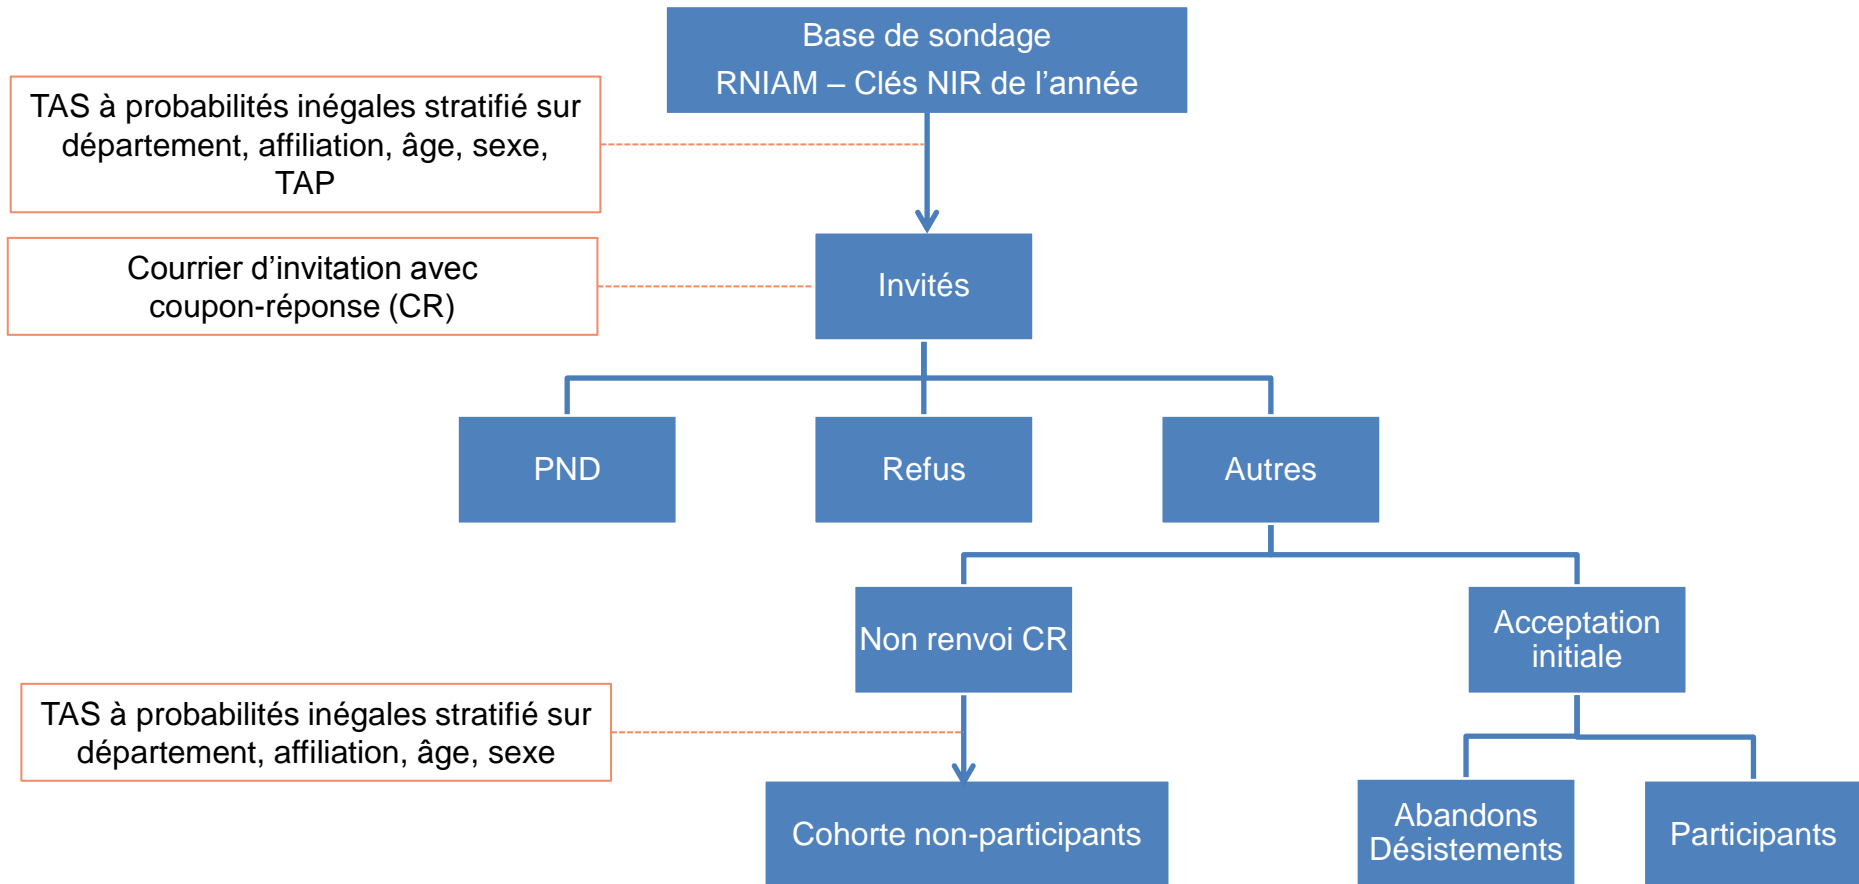 Base de sondage
RNIAM – Clés NIR de l’année
TAS à probabilités inégales stratifié sur
département, affiliation, âge, sexe,
TAP
Courrier d’invitation avec
coupon-réponse (CR)
Invités
PND
Refus
Autres
Non renvoi CR
Acceptation
initiale
TAS à probabilités inégales stratifié sur
département, affiliation, âge, sexe
Cohorte non-participants
Abandons
Désistements
Participants